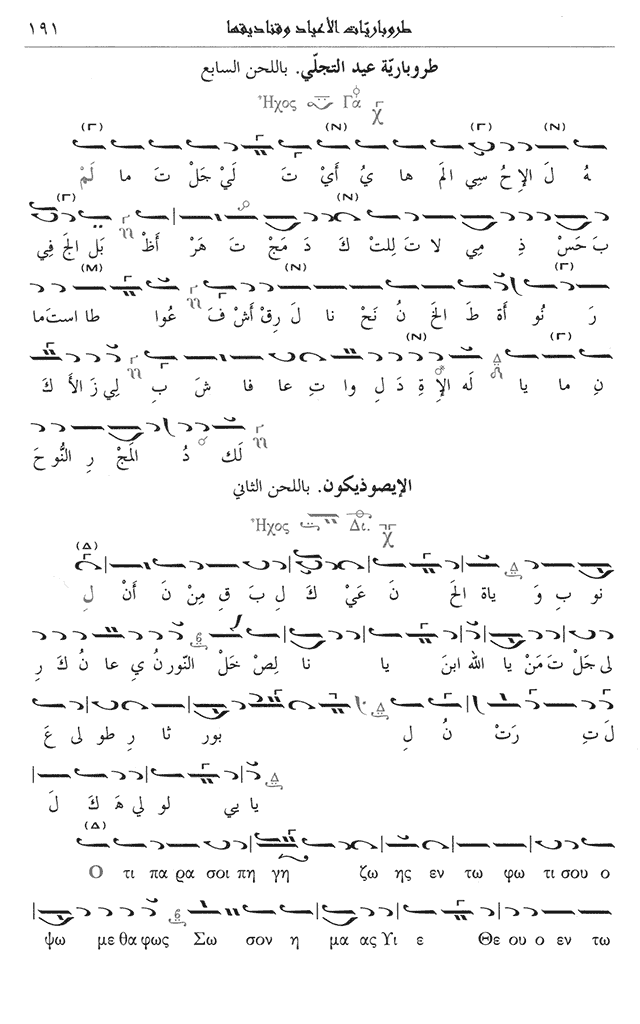 طروباريّات الأعياد وقناديقها ١٩١
طروباريّة عيد التجلّي. باللحن السابع
Ἦχος Γα
لَمْ ما تَ جَلْ لَيْ تَ أَيْ يُ ها المَ سِي حُ الإِ لَ هُ
فِي الجَ بَل أَظْ هَرْ تَ مَجْ دَ كَ لِلتْ تَ لا مِي ذِ حَسْ بَ
ما استَ طا عُوا فَ أَشْ رِقْ لَ نا نَحْ نُ الخَ طَ أَةَ نُو رَ
كَ الأَ زَ لِي بِ شَ فا عا تِ وا لِ دَ ةِ الإِ لَه يا ما نِ
حَ النُّو رِ المَجْ دُ لَك
الإيصوذيكون. باللحن الثاني
Ἦχος Δι.
لِ أَنْ نَ مِنْ قِ بَ لِ كَ عَيْ نَ الحَ ياة وَ بِ نو
رِ كَ نُ عا يِ نُ النّور خَلْ لِصْ نا يا ابنَ الله يا مَنْ تَ جَلْ لى
عَ لى طو رِ ثا بور لِ نُ رَتْ تِ لَ
لَ كَ هَ لي لو يي يا
Ο τι πα ρα σοι πη γη ζω ης εν τω φω τι σου ο
ψω με θα φως Σω σον η μα ας Υι ε Θε ου ο εν τω